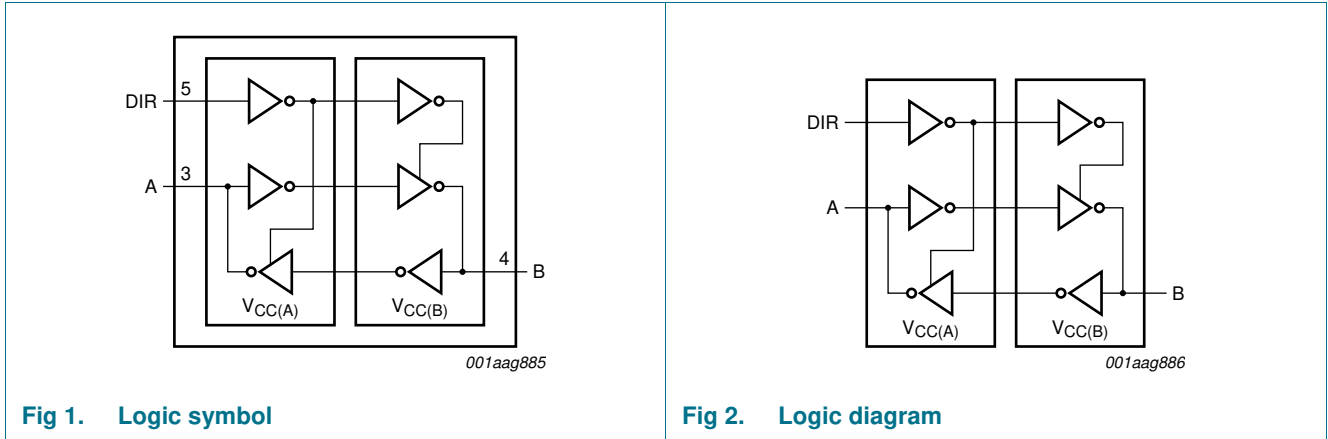 DIR
5
A
3
4
B
VCC(A)
VCC(B)
001aag885
Fig 1. Logic symbol
DIR
A
B
VCC(A)
VCC(B)
001aag886
Fig 2. Logic diagram